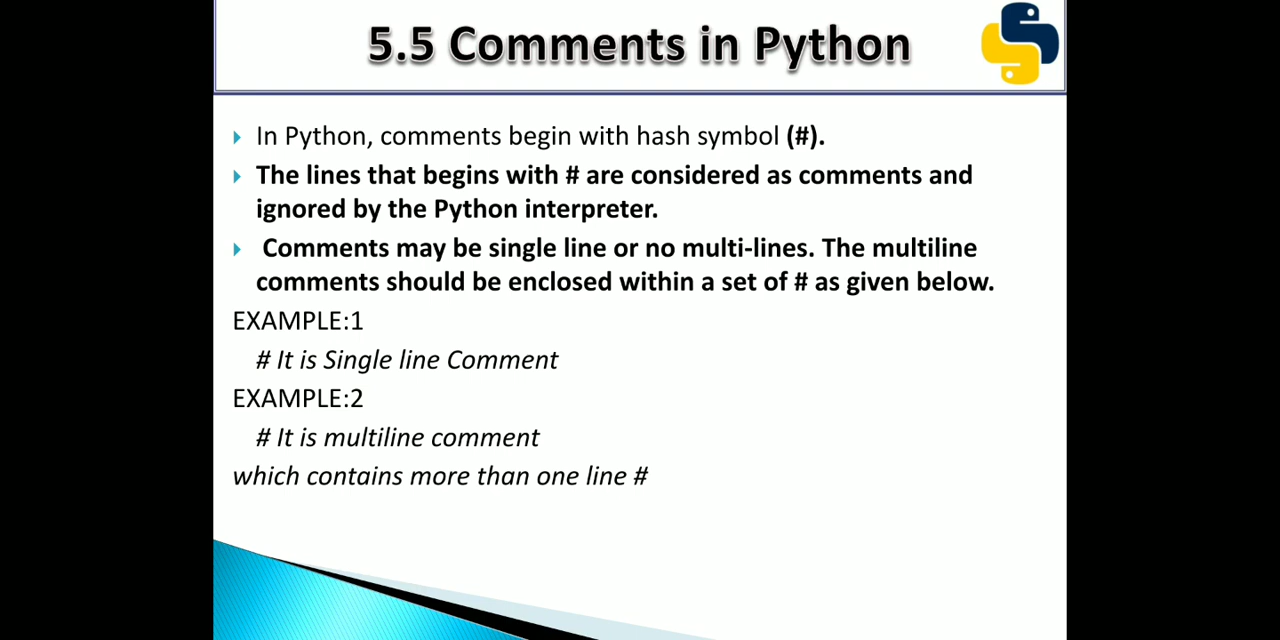 5.5 Comments in Python
In Python, comments begin with hash symbol (#).
The lines that begins with # are considered as comments and
ignored by the Python interpreter.
Comments may be single line or no multi-lines. The multiline
comments should be enclosed within a set of # as given below.
EXAMPLE:1
# It is Single line Comment
EXAMPLE:2
# It is multiline comment
which contains more than one line #